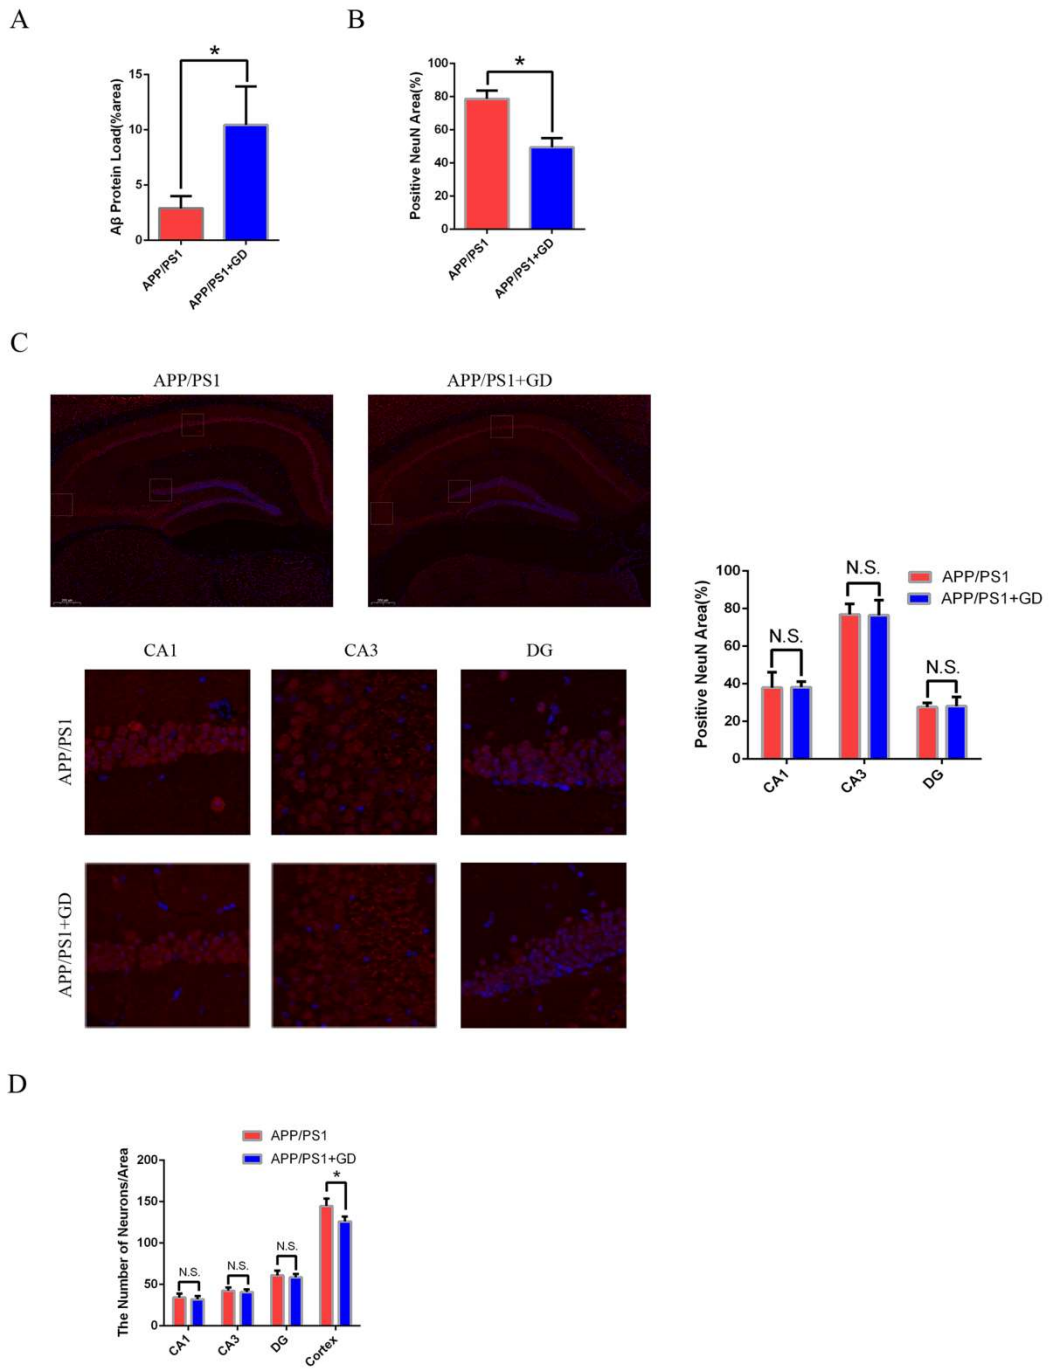 A
B
Aβ Protein Load(%area)
15
10
5
0
*
APP/PS1
APP/PS1+GD
Positive NeuN Area(%)
100
80
60
40
20
0
*
APP/PS1
APP/PS1+GD
C
APP/PS1
APP/PS1+GD
CA1
CA3
DG
APP/PS1
APP/PS1+GD
Positive NeuN Area(%)
100
80
60
40
20
0
N.S.
N.S.
N.S.
APP/PS1
APP/PS1+GD
CA1
CA3
DG
D
APP/PS1
APP/PS1+GD
The Number of Neurons/Area
200
150
100
50
0
N.S.
N.S.
N.S.
*
CA1
CA3
DG
Cortex